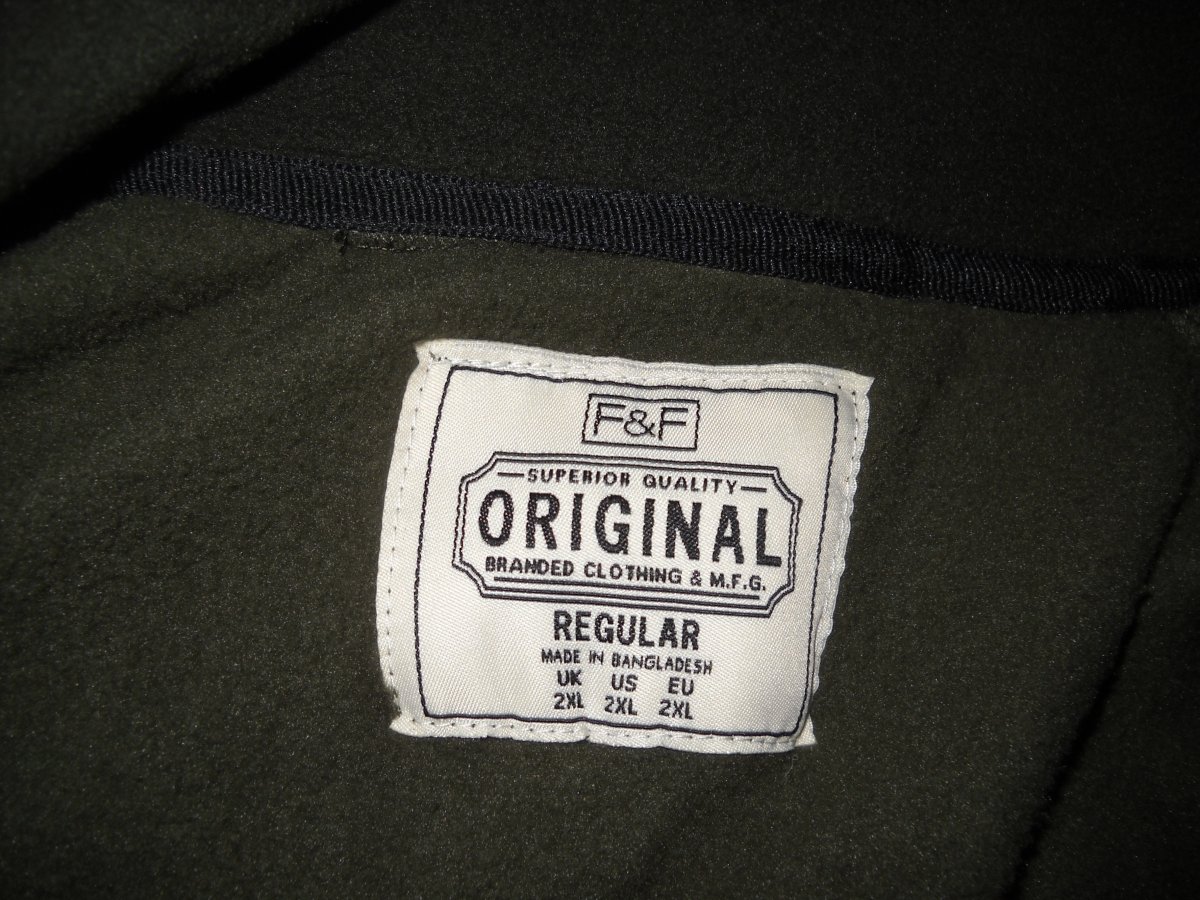 F&F
SUPERIOR QUALITY
ORIGINAL
BRANDED CLOTHING & M.F.G.
REGULAR
MADE IN BANGLADESH
UK US EU
2XL 2XL 2XL